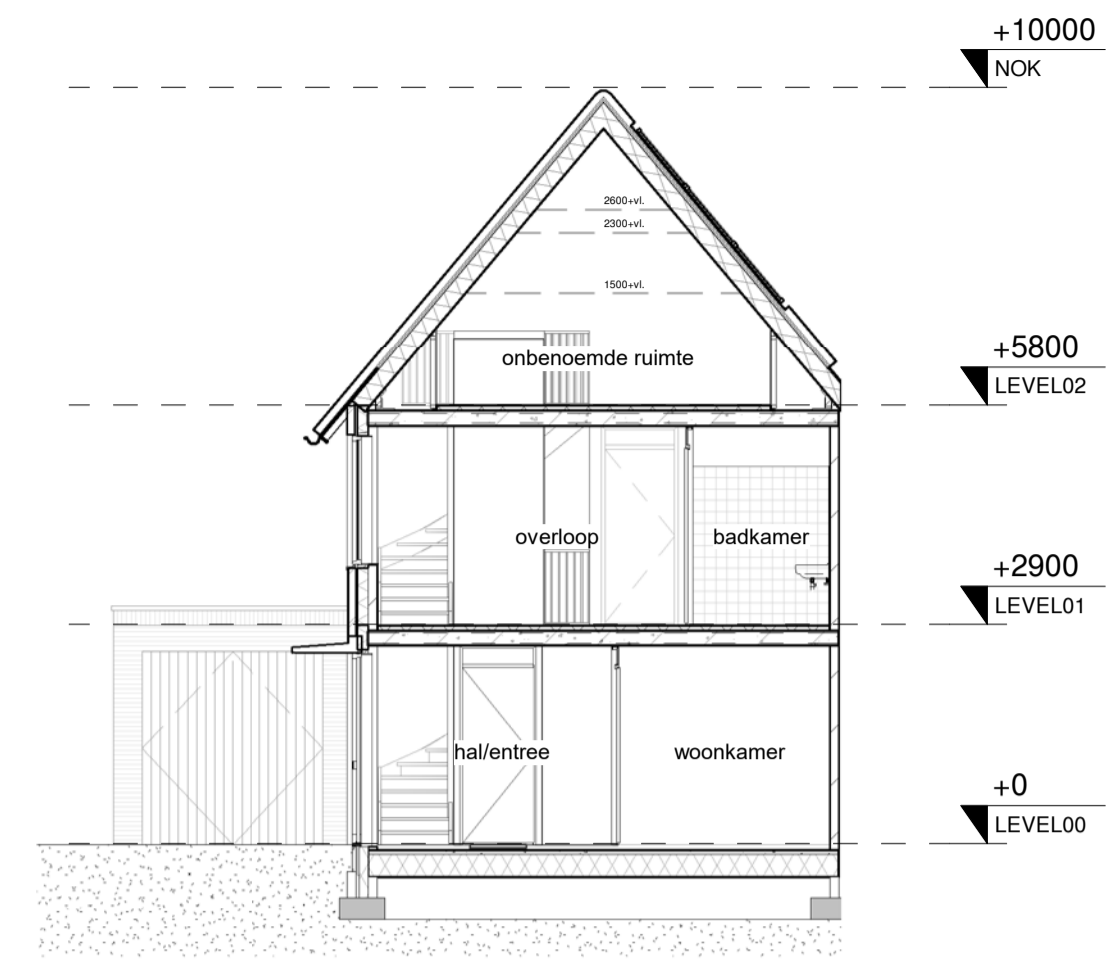 +10000
NOK
2600+vl.
2300+vl.
1500+vl.
+5800
onbenoemde ruimte
LEVEL02
overloop
badkamer
+2900
LEVEL01
hal/entree
woonkamer
+0
LEVEL00